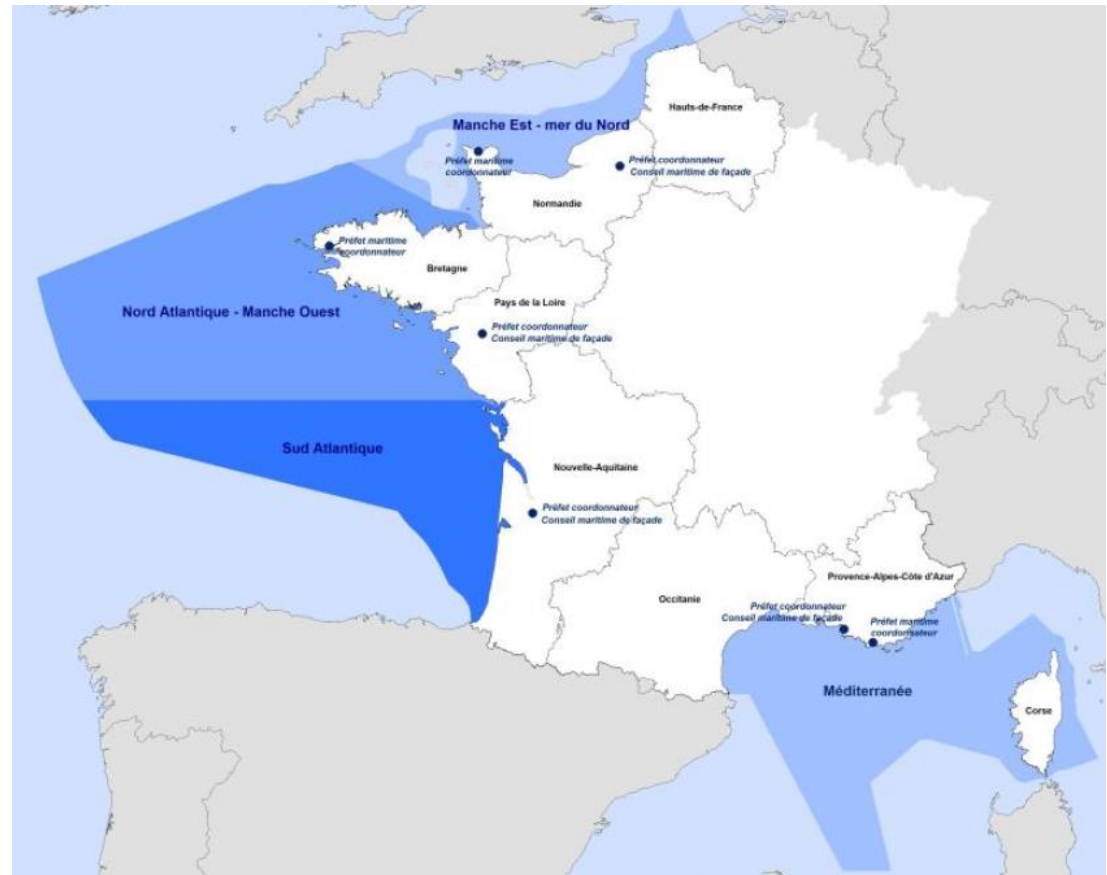 Hauts-de-France
Manche Est - mer du Nord
Préfet maritime
coordonnateur
Préfet coordonnateur
Conseil maritime de façade
Normandie
Préfet maritime
coordonnateur
Bretagne
Pays de la Loire
Nord Atlantique - Manche Ouest
Préfet coordonnateur
Conseil maritime de façade
Sud Atlantique
Nouvelle-Aquitaine
Préfet coordonnateur
Conseil maritime de façade
Provence-Alpes-Côte d'Azur
Occitanie
Préfet coordonnateur
Conseil maritime de façade
Préfet maritime
coordonnateur
Méditerranée
Corse